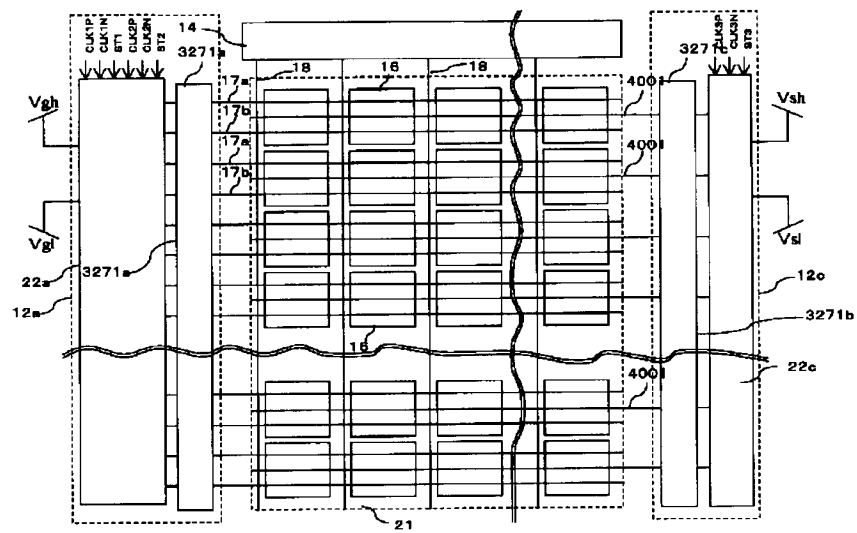 CLK1P
CLK1N
ST1
CLK2P
CLK2N
ST2
3271a
14
18
16
18
3271c
CLK3P
CLK3N
ST3
17a
17b
17a
17b
4001
4001
Vgh
Vgl
Vsh
Vsl
22a
12a
3271a
12c
3271b
16
4001
22c
21